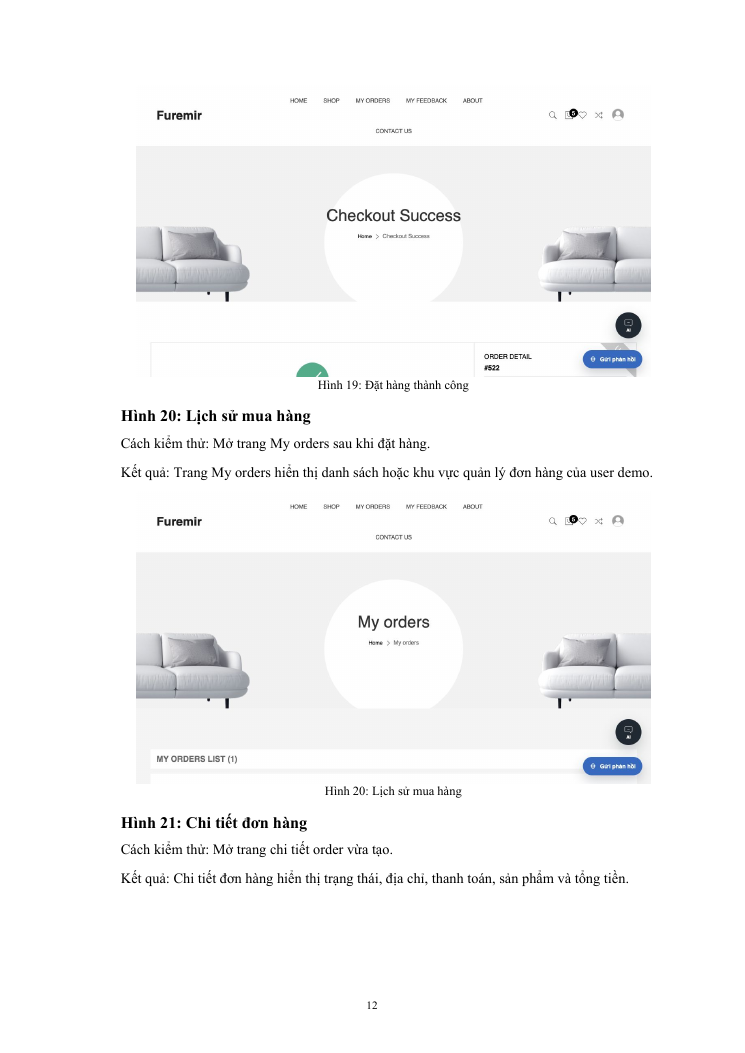 HOME SHOP MY ORDERS MY FEEDBACK ABOUT
Furemir
CONTACT US
Checkout Success
Home > Checkout Success
AI
ORDER DETAIL
Gửi phản hồi
#522
Hình 19: Đặt hàng thành công
Hình 20: Lịch sử mua hàng
Cách kiểm thử: Mở trang My orders sau khi đặt hàng.
Kết quả: Trang My orders hiển thị danh sách hoặc khu vực quản lý đơn hàng của user demo.
HOME SHOP MY ORDERS MY FEEDBACK ABOUT
Furemir
CONTACT US
My orders
Home > My orders
AI
MY ORDERS LIST (1)
Gửi phản hồi
Hình 20: Lịch sử mua hàng
Hình 21: Chi tiết đơn hàng
Cách kiểm thử: Mở trang chi tiết order vừa tạo.
Kết quả: Chi tiết đơn hàng hiển thị trạng thái, địa chỉ, thanh toán, sản phẩm và tổng tiền.
12